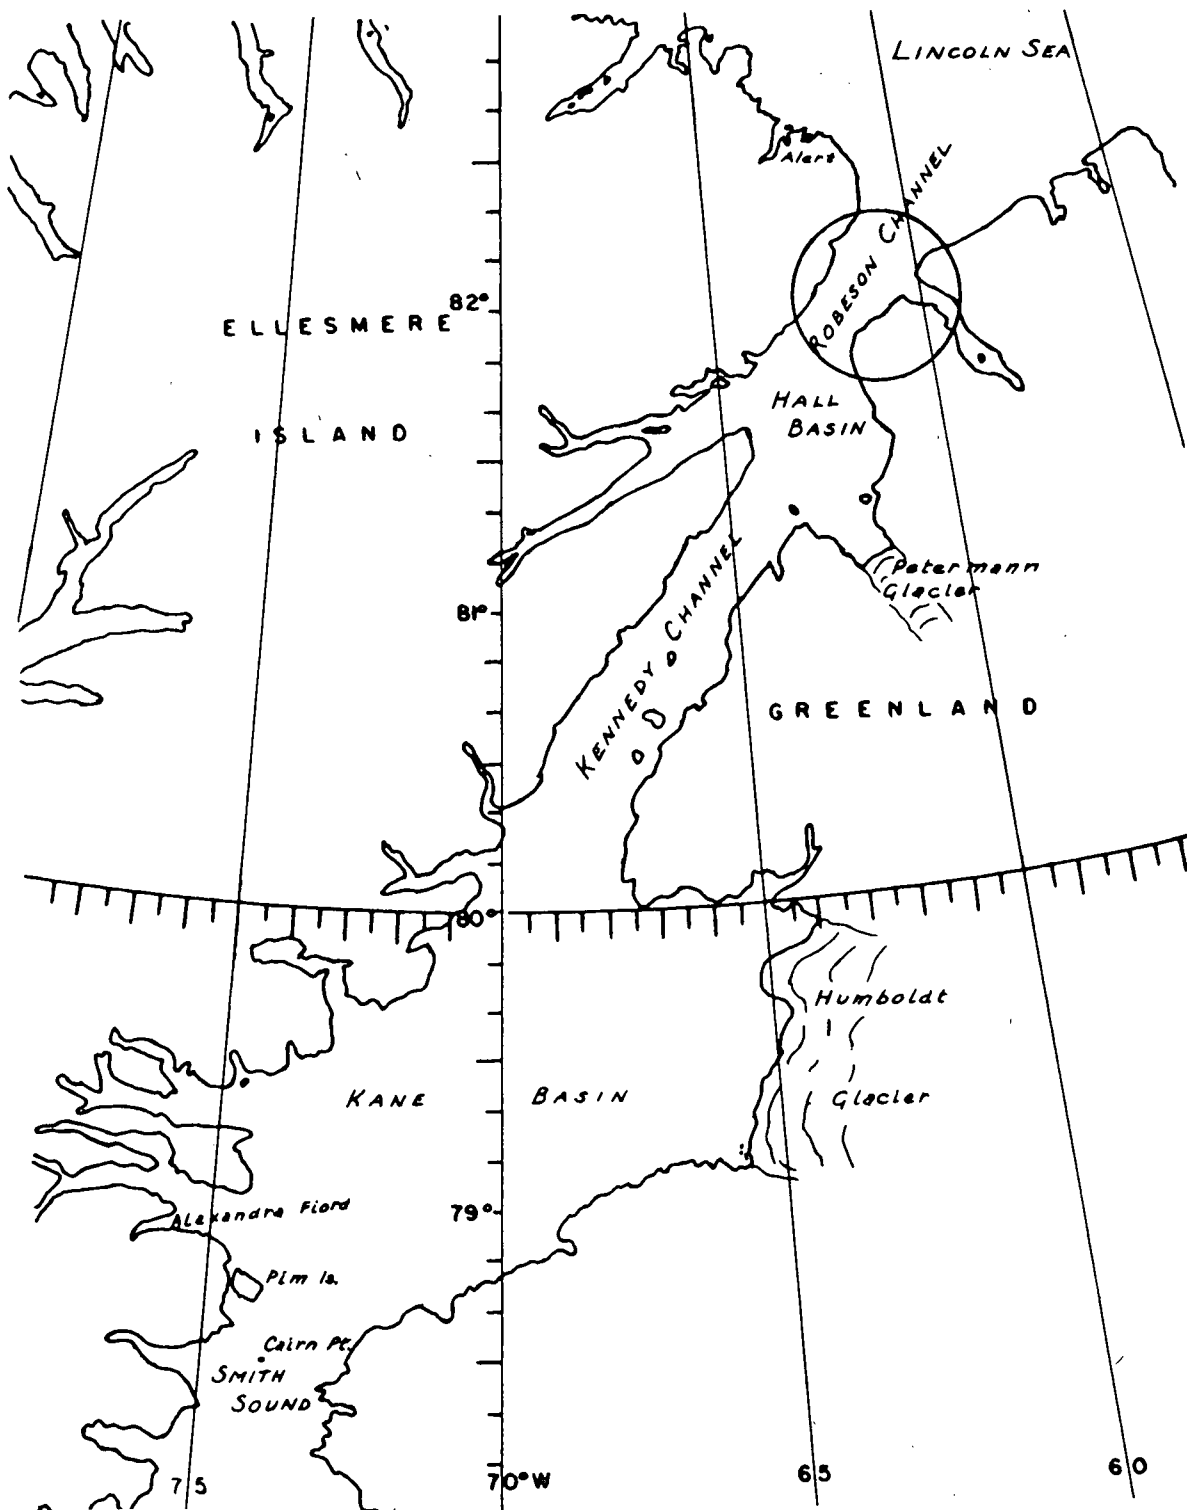 LINCOLN SEA
Alert
ROBESON CHANNEL
82°
ELLESMERE
ISLAND
HALL
BASIN
Petermann
Glacier
81°
KENNEDY CHANNEL
GREENLAND
80°
Humboldt
Glacier
KANE BASIN
79°
Alexandra Fiord
Pim Is.
Cairn Pt.
SMITH
SOUND
75
70°W
65
60